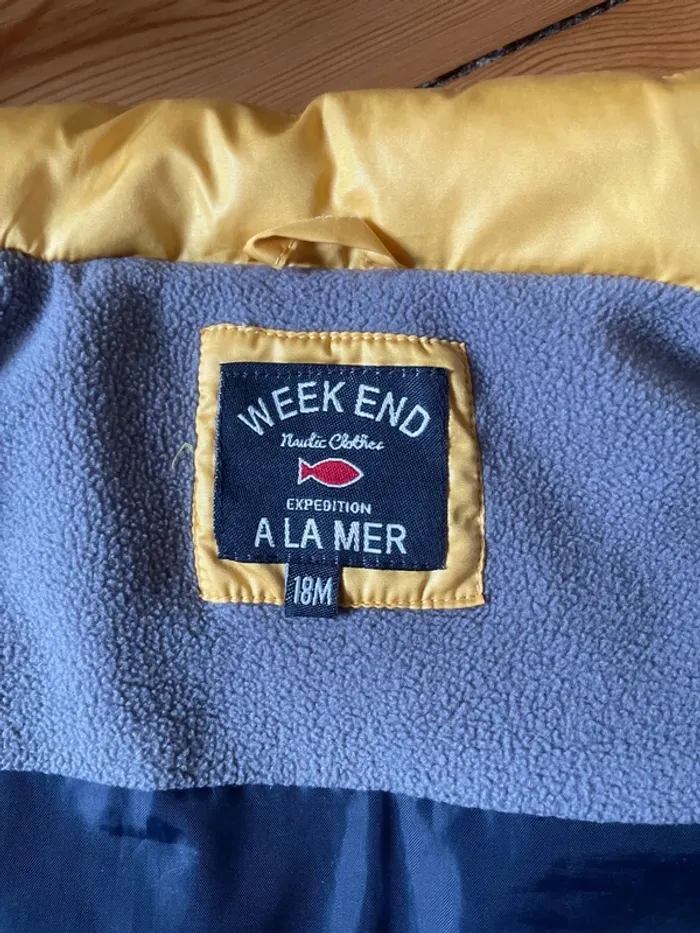 WEEK END
Nautic Clothes
EXPEDITION
A LA MER
18M